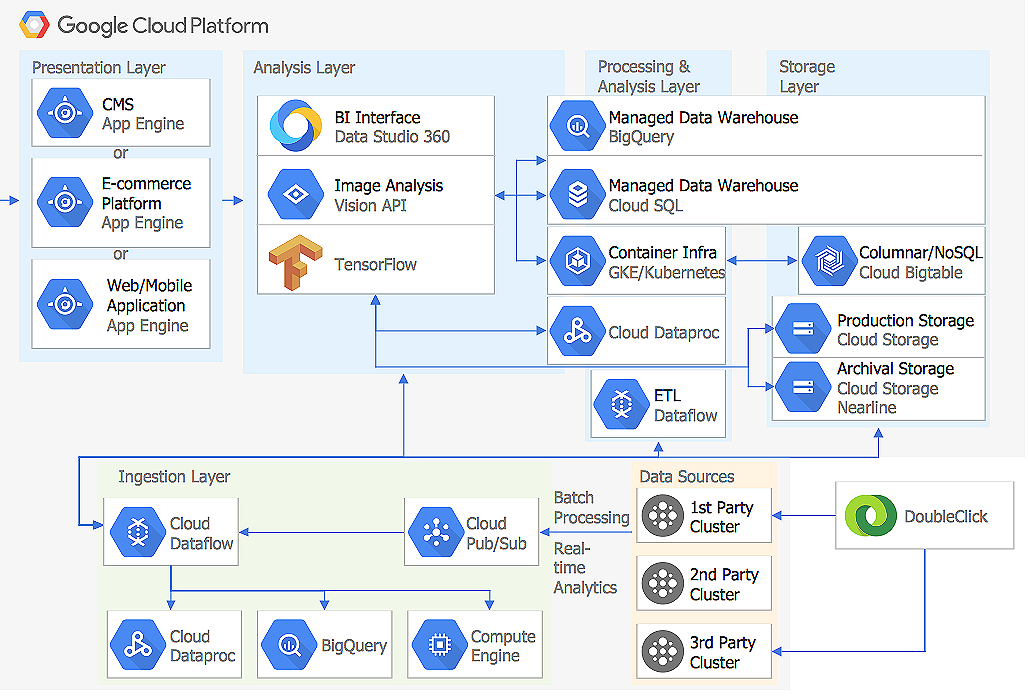 Google Cloud Platform
Presentation Layer
CMS
App Engine
or
E-commerce
Platform
App Engine
or
Web/Mobile
Application
App Engine
Analysis Layer
BI Interface
Data Studio 360
Image Analysis
Vision API
TensorFlow
Processing &
Analysis Layer
Managed Data Warehouse
BigQuery
Managed Data Warehouse
Cloud SQL
Container Infra
GKE/Kubernetes
Cloud Dataproc
ETL
Dataflow
Storage
Layer
Columnar/NoSQL
Cloud Bigtable
Production Storage
Cloud Storage
Archival Storage
Cloud Storage
Nearline
Ingestion Layer
Cloud
Dataflow
Cloud
Pub/Sub
Cloud
Dataproc
BigQuery
Compute
Engine
Batch
Processing
Real-
time
Analytics
Data Sources
1st Party
Cluster
2nd Party
Cluster
3rd Party
Cluster
DoubleClick